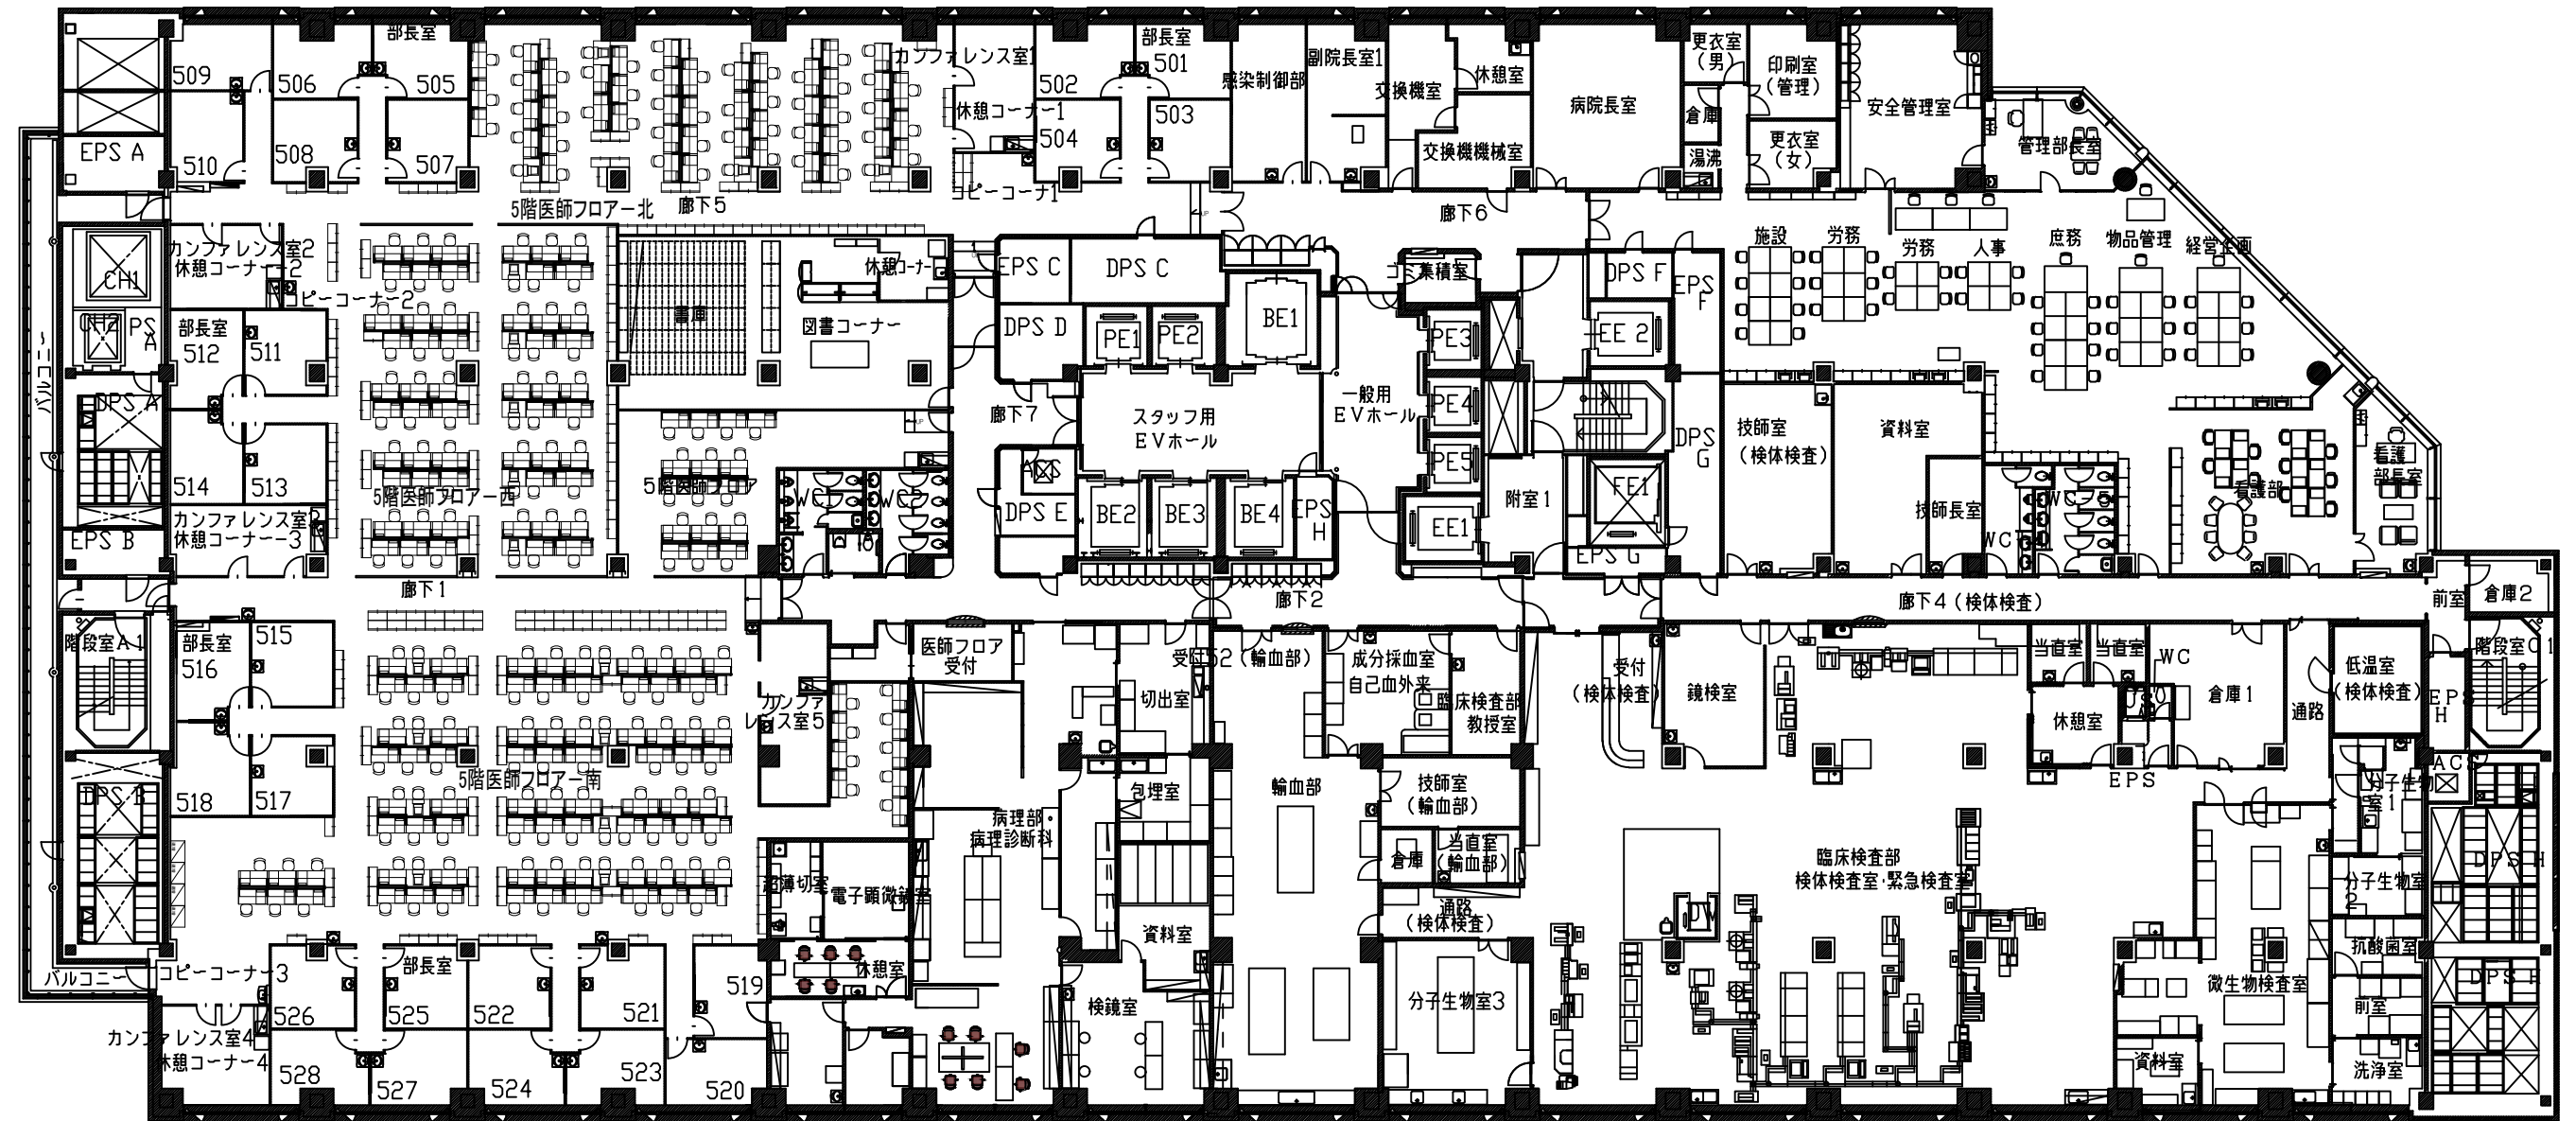 部長室
509
506
505
カンファレンス室1
502
部長室
501
感染制御部
副院長室1
交換機室
休憩室
病院長室
更衣室
(男)
印刷室
(管理)
安全管理室
倉庫
休憩コーナー1
504
503
EPS A
510
508
507
交換機機械室
湯沸
更衣室
(女)
管理部長室
コピーコーナ1
5階医師フロアー北
廊下5
廊下6
カンファレンス室2
休憩コーナー2
CH1
ピーコーナー2
休憩コーナー
EPS C
DPS C
ゴミ集積室
DPS F
EPS
F
施設
労務
労務
人事
庶務
物品管理
経営企画
CH2
PS
A
部長室
512
511
書庫
図書コーナー
DPS D
PE1
PE2
BE1
PE3
EE 2
バルコニー
DPS A
廊下7
スタッフ用
EVホール
一般用
EVホール
PE4
DPS
G
技師室
(検体検査)
資料室
514
513
5階医師フロアー西
5階医師フロア
WC1
WC2
ACS
DPS E
BE2
BE3
BE4
EPS
H
PE5
EE1
附室1
FE1
EPS G
技師長室
WC
WC-5
看護部
看護
部長室
カンファレンス室3
休憩コーナー3
EPS B
廊下1
廊下2
廊下4(検体検査)
前室
倉庫2
階段室A1
部長室
516
515
医師フロア
受付
受付52(輸血部)
成分採血室
自己血外来
臨床検査部
教授室
受付
(検体検査)
鏡検室
当直室
当直室
WC
倉庫1
通路
低温室
(検体検査)
EPS
H
階段室C1
カンファ
レンス室5
切出室
休憩室
518
517
5階医師フロアー南
DPS B
包埋室
輸血部
技師室
(輸血部)
EPS
分子生物
室1
ACS
病理部・
病理診断科
倉庫
当直室
(輸血部)
臨床検査部
検体検査室・緊急検査室
超薄切室
電子顕微鏡室
分子生物室
2
DPS H
資料室
通路
(検体検査)
抗酸菌室
バルコニー
コピーコーナー3
部長室
519
休憩室
526
525
522
521
検鏡室
分子生物室3
微生物検査室
前室
DPS H
カンファレンス室4
休憩コーナー4
528
527
524
523
520
資料室
洗浄室